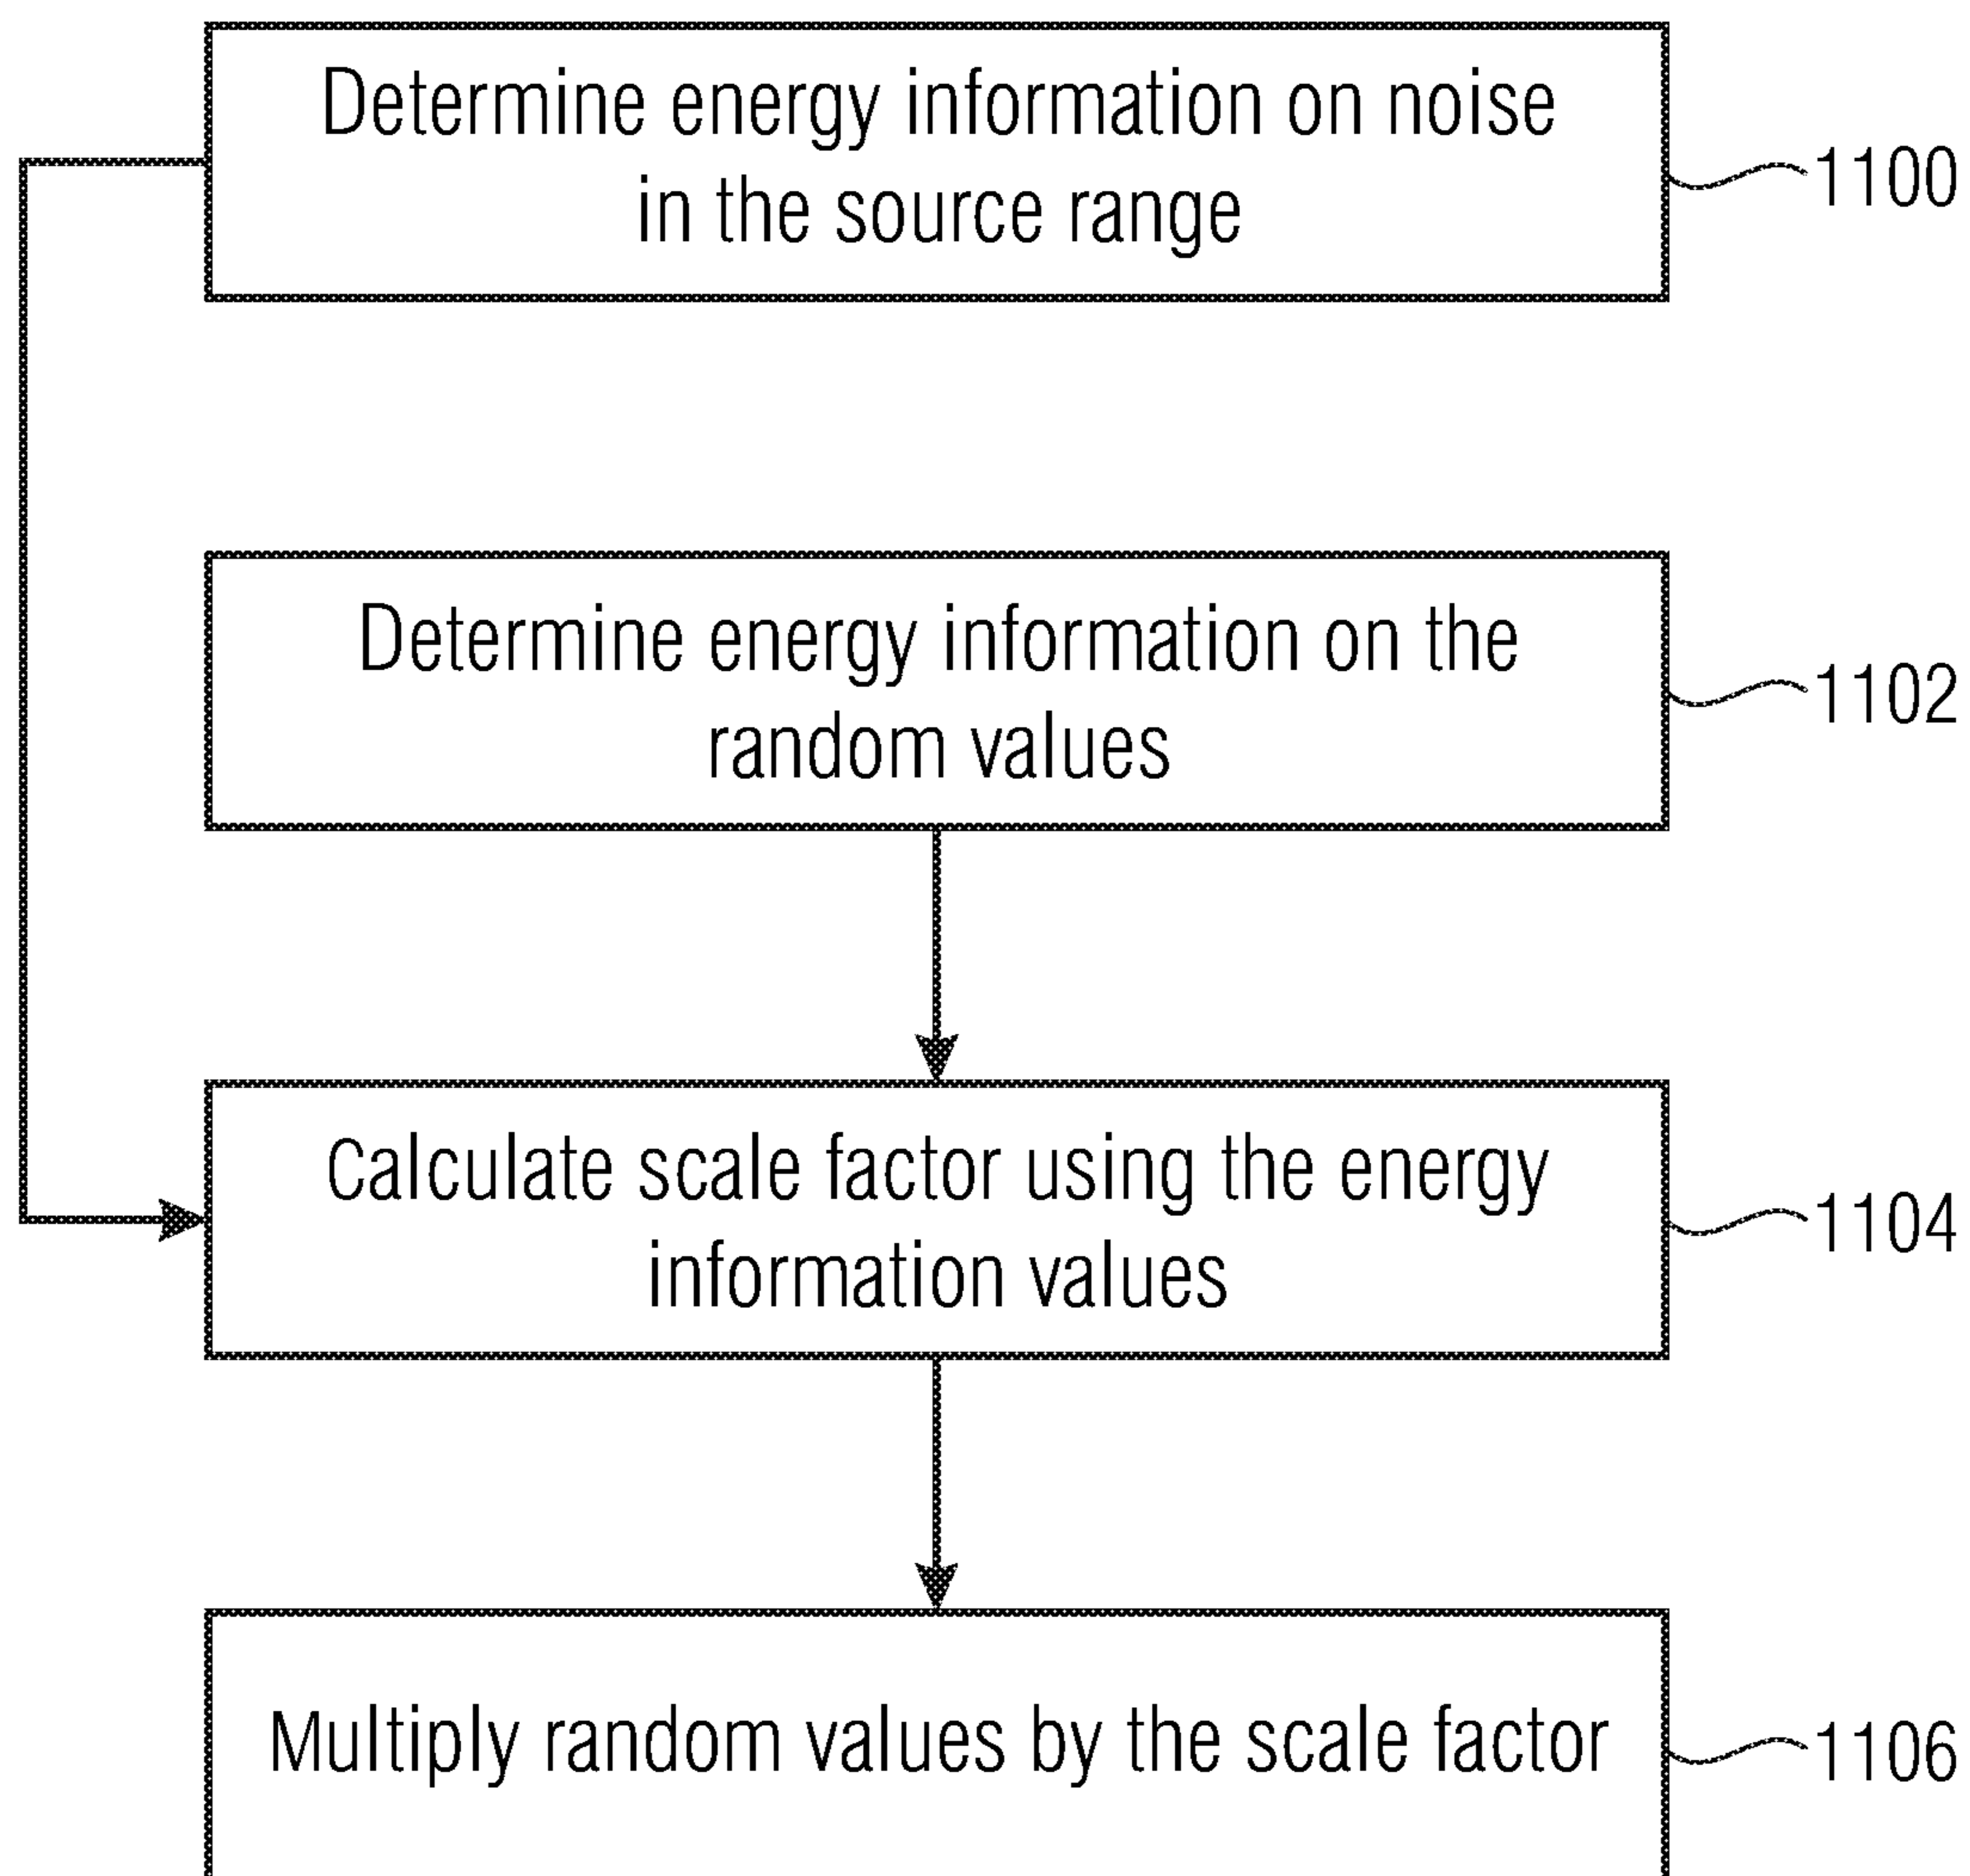 Determine energy information on noise
in the source range
1100
Determine energy information on the
random values
1102
Calculate scale factor using the energy
information values
1104
Multiply random values by the scale factor
1106